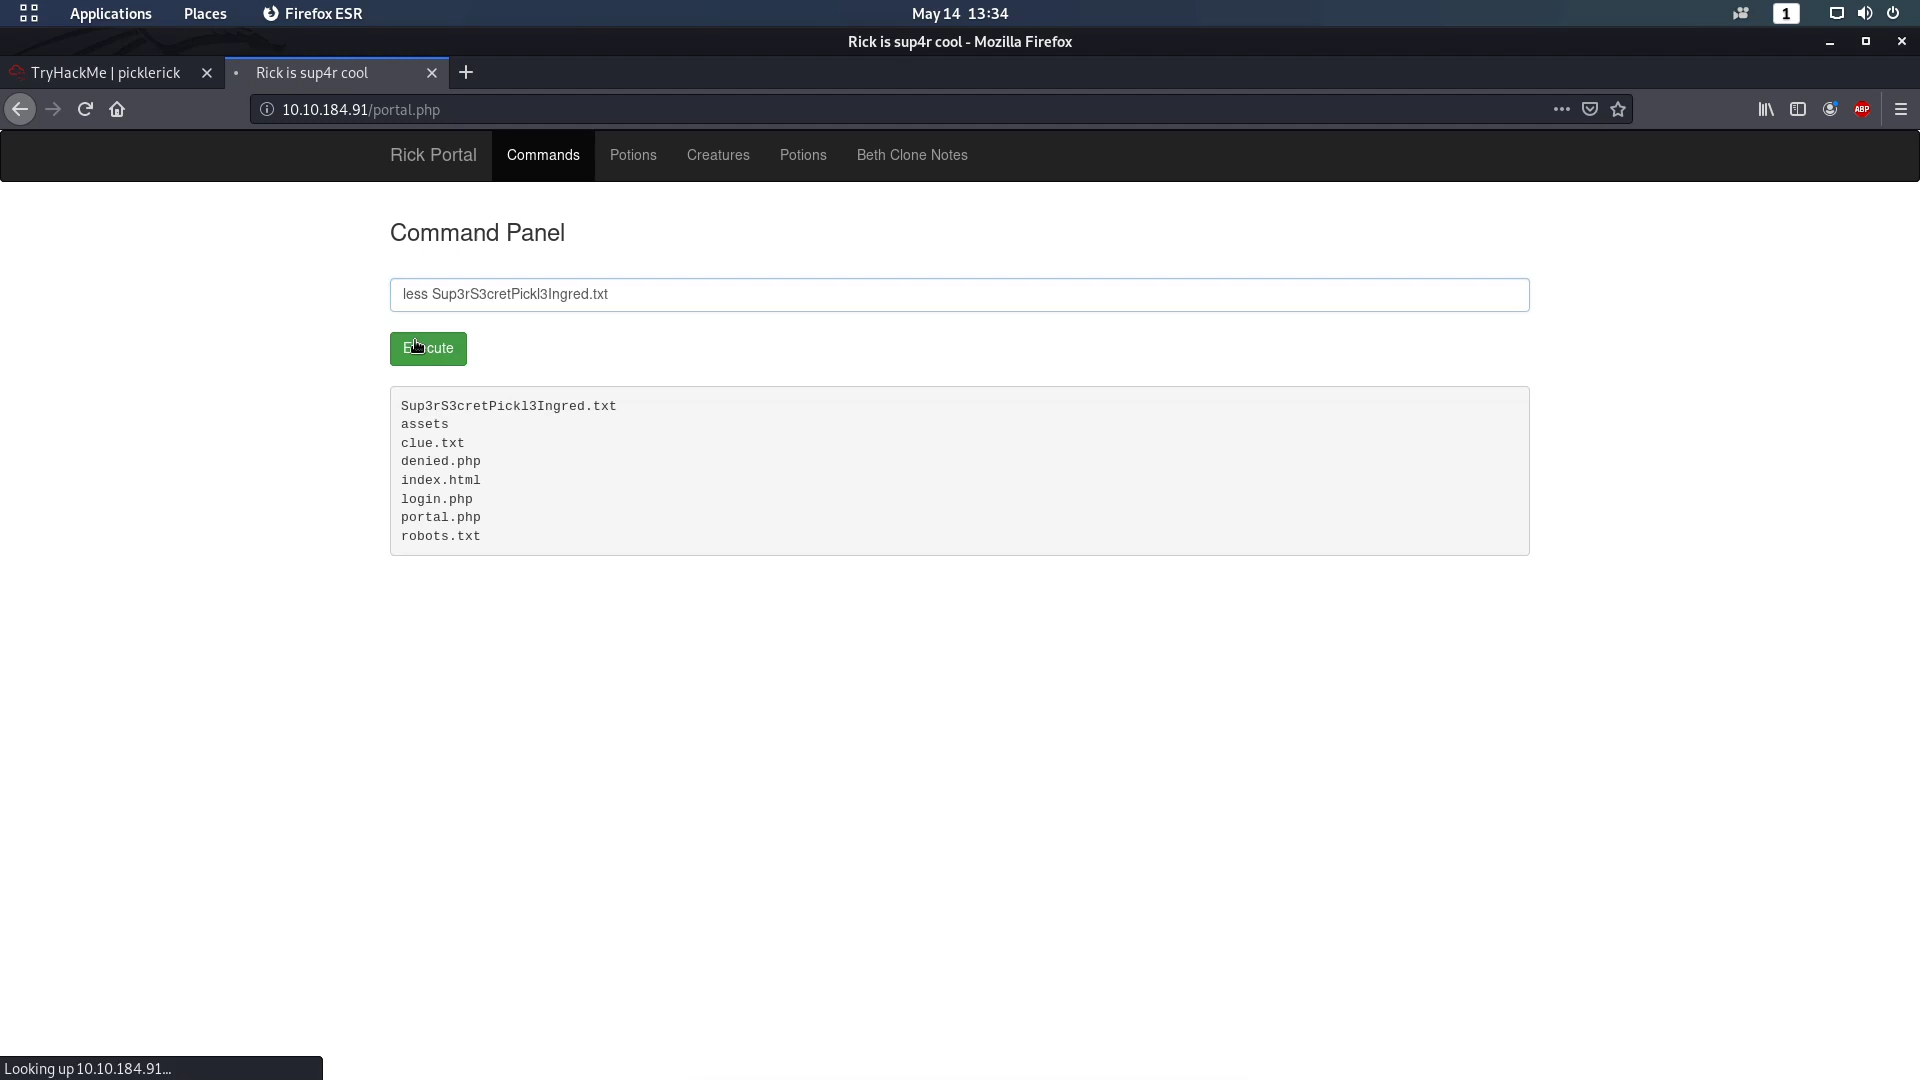 Applications Places Firefox ESR May 14 13:34 1
Rick is sup4r cool - Mozilla Firefox
TryHackMe | picklerick Rick is sup4r cool
10.10.184.91/portal.php ABP
Rick Portal Commands Potions Creatures Potions Beth Clone Notes
Command Panel
less Sup3rS3cretPickl3Ingred.txt
Execute
Sup3rS3cretPickl3Ingred.txt
assets
clue.txt
denied.php
index.html
login.php
portal.php
robots.txt
Looking up 10.10.184.91...